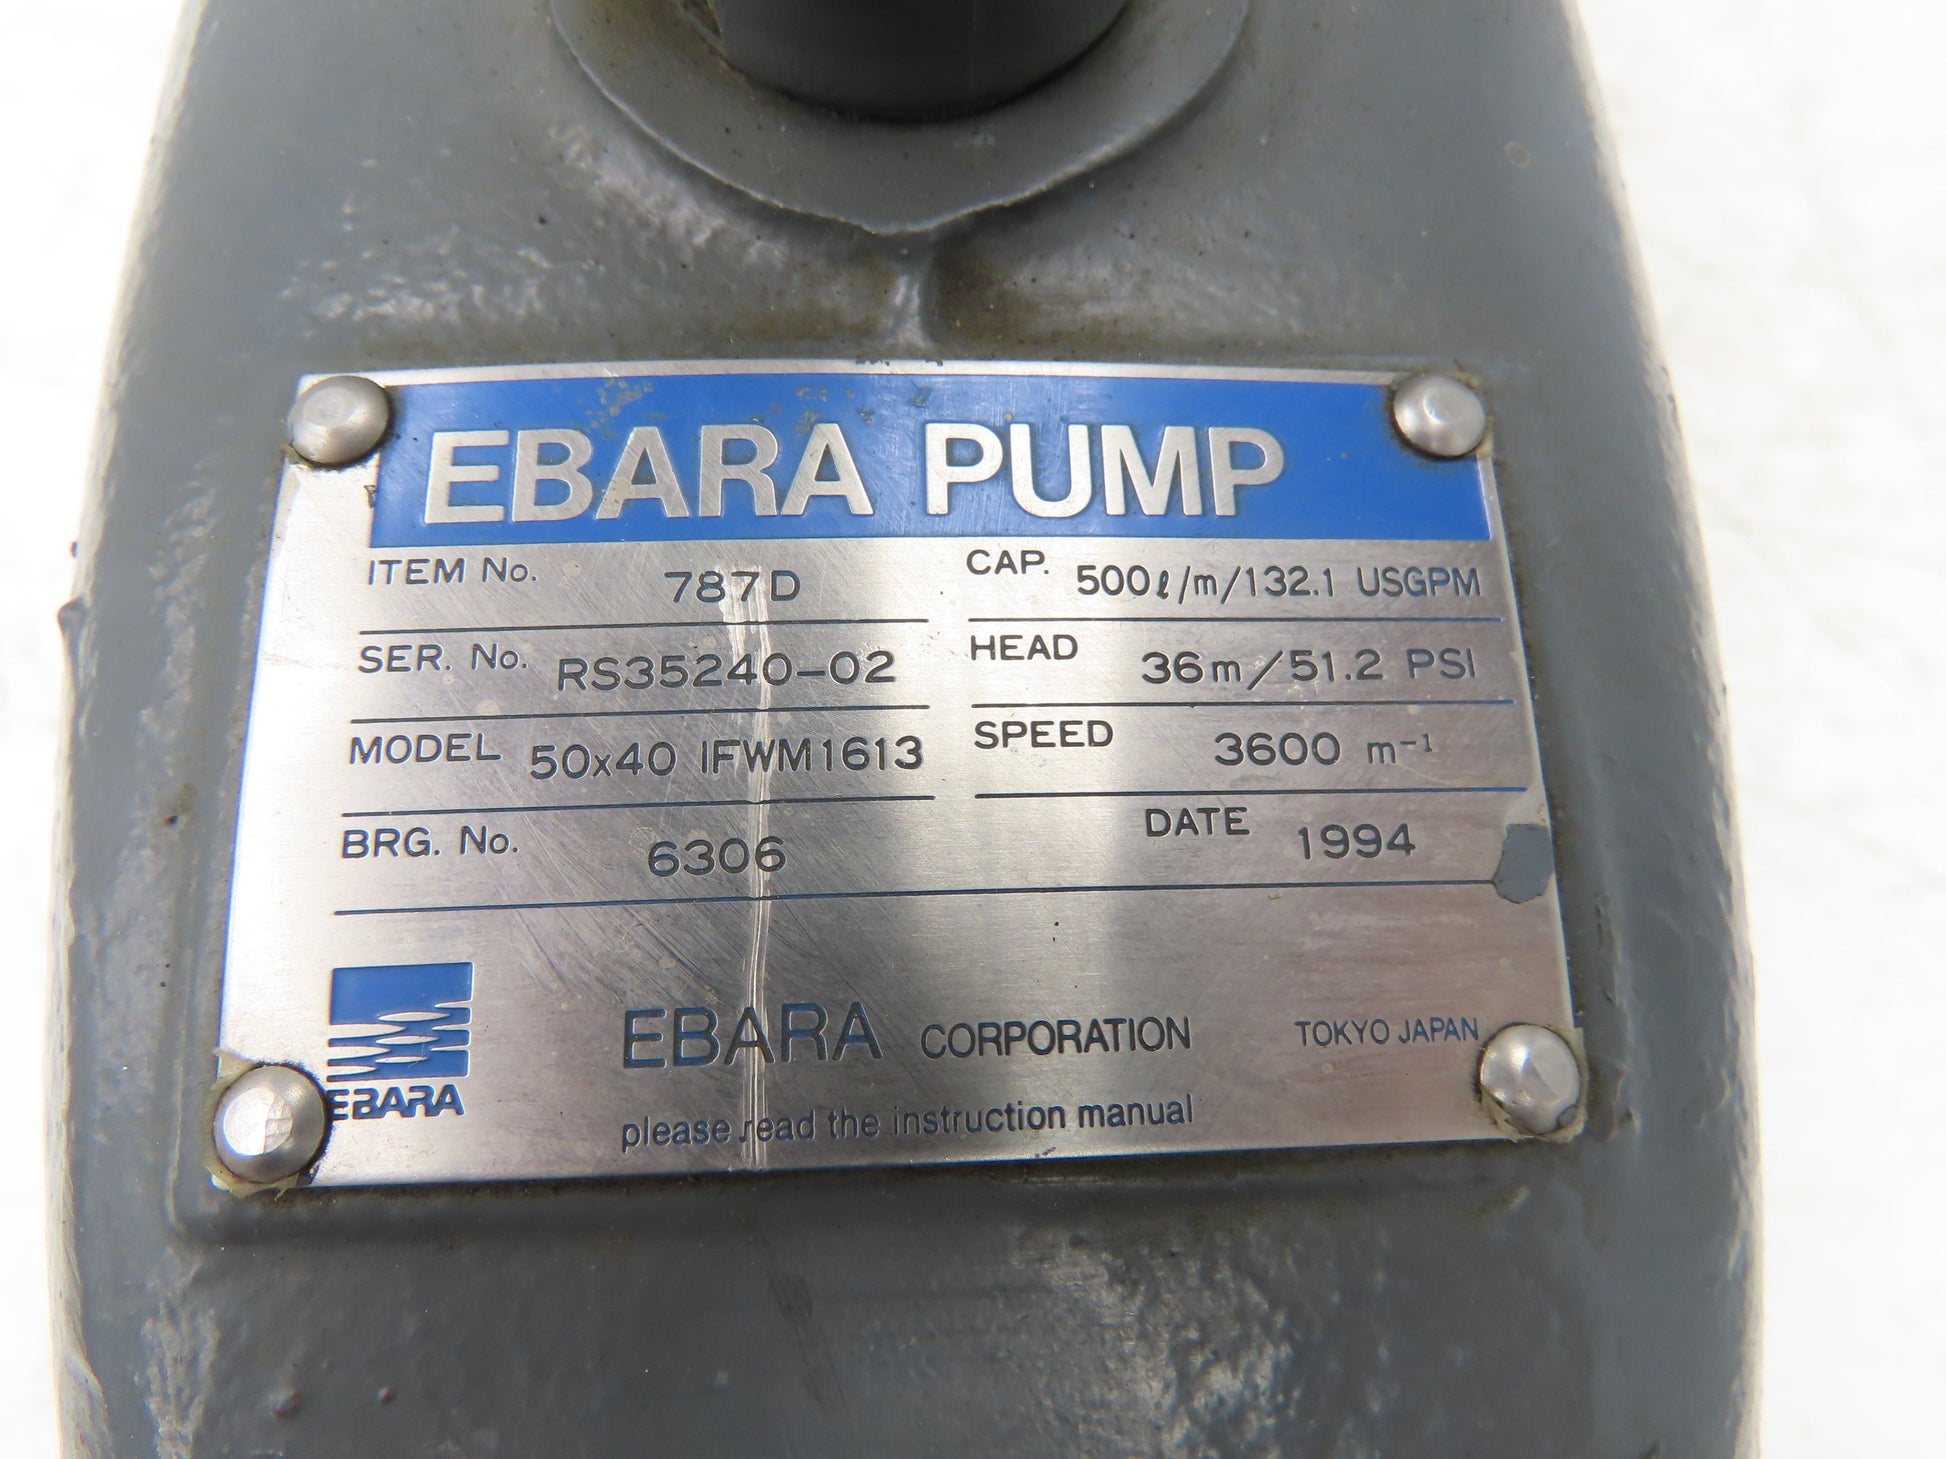 EBARA PUMP
ITEM No. 787D
CAP. 500ℓ/m/132.1 USGPM
SER. No. RS35240-02
HEAD 36m/51.2 PSI
MODEL 50x40 IFWM1613
SPEED 3600 m⁻¹
BRG. No. 6306
DATE 1994
EBARA
EBARA CORPORATION TOKYO JAPAN
please read the instruction manual